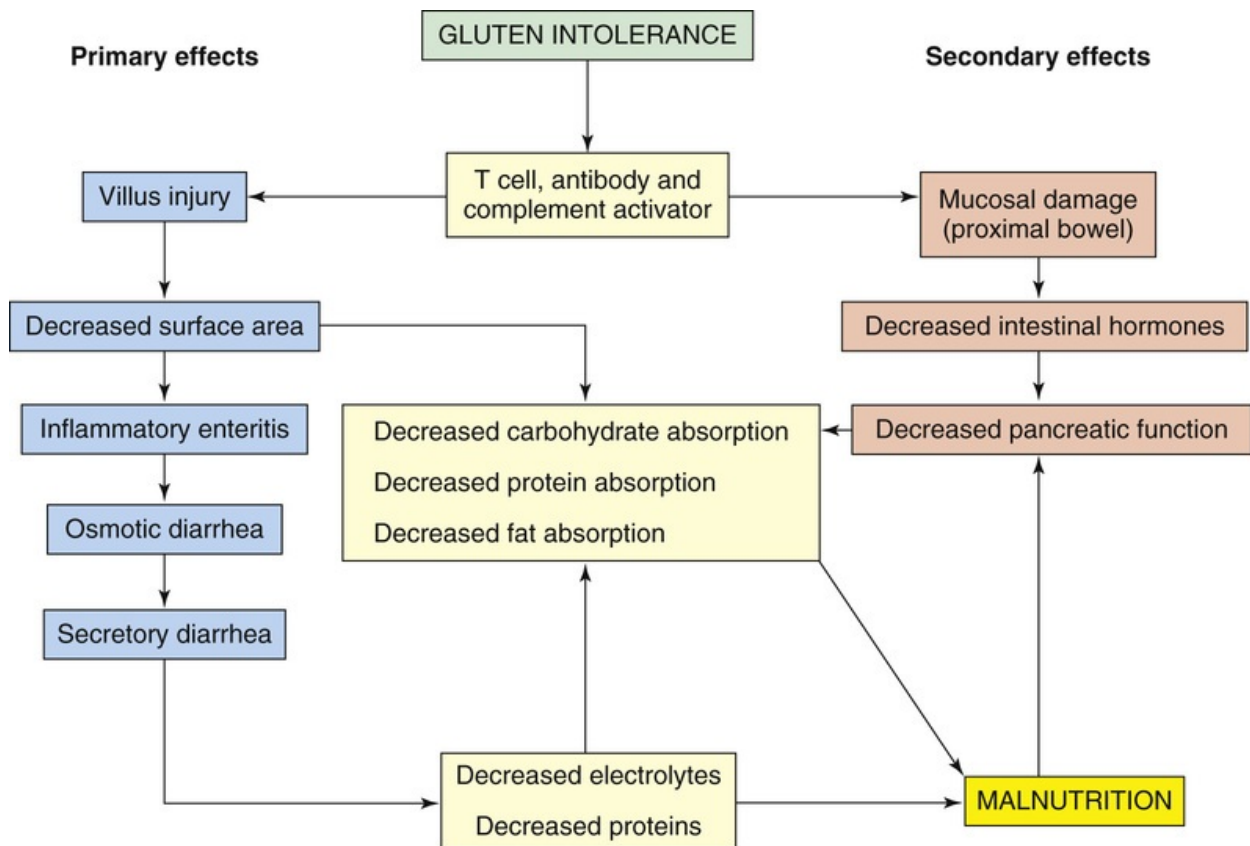 GLUTEN INTOLERANCE
Primary effects
Secondary effects
T cell, antibody and
complement activator
Villus injury
Mucosal damage
(proximal bowel)
Decreased surface area
Decreased intestinal hormones
Inflammatory enteritis
Decreased carbohydrate absorption
Decreased protein absorption
Decreased fat absorption
Decreased pancreatic function
Osmotic diarrhea
Secretory diarrhea
Decreased electrolytes
Decreased proteins
MALNUTRITION